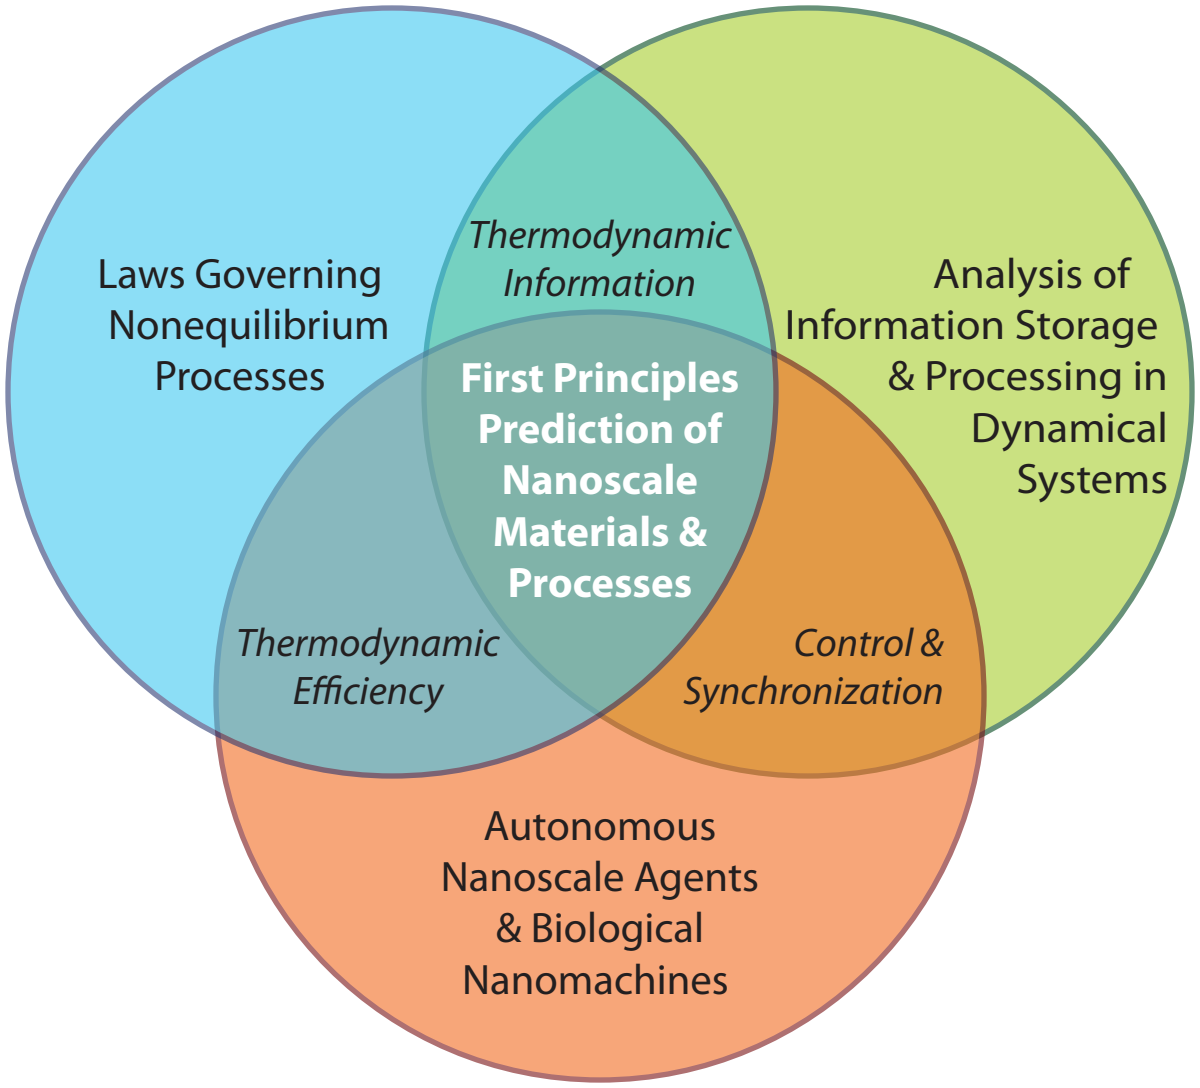 Thermodynamic
Information
Laws Governing
Nonequilibrium
Processes
Analysis of
Information Storage
& Processing in
Dynamical
Systems
First Principles
Prediction of
Nanoscale
Materials &
Processes
Thermodynamic
Efficiency
Control &
Synchronization
Autonomous
Nanoscale Agents
& Biological
Nanomachines